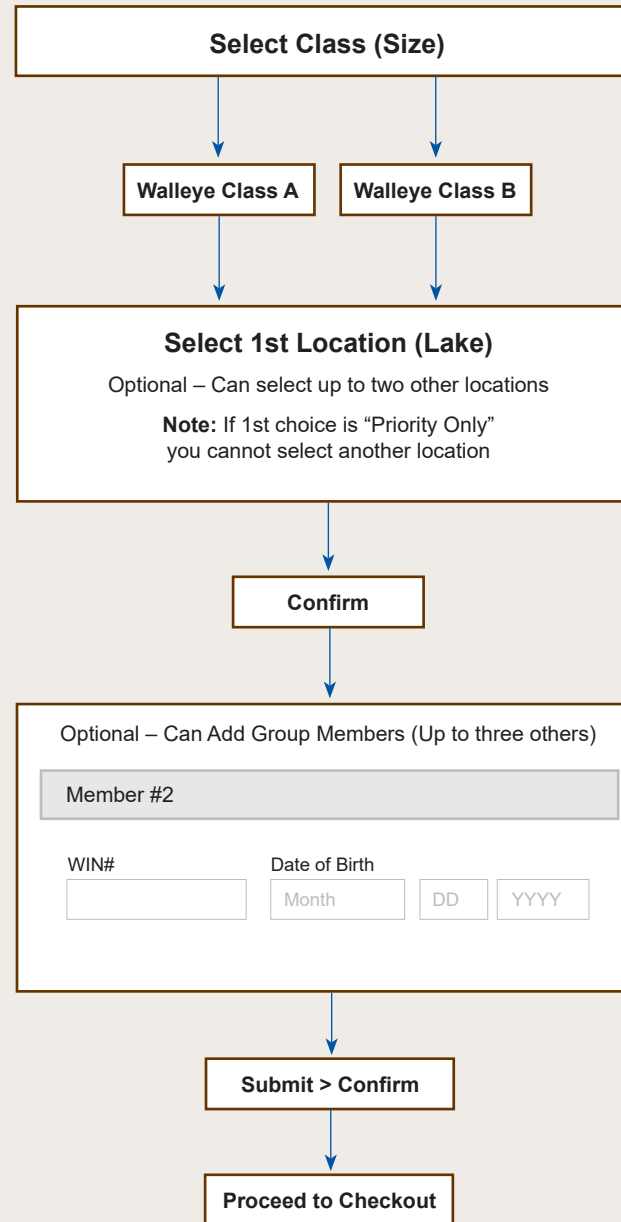 Select Class (Size)
Walleye Class A
Walleye Class B
Select 1st Location (Lake)
Optional – Can select up to two other locations
Note: If 1st choice is “Priority Only”
you cannot select another location
Confirm
Optional – Can Add Group Members (Up to three others)
Member #2
WIN#
Date of Birth
Month
DD
YYYY
Submit > Confirm
Proceed to Checkout